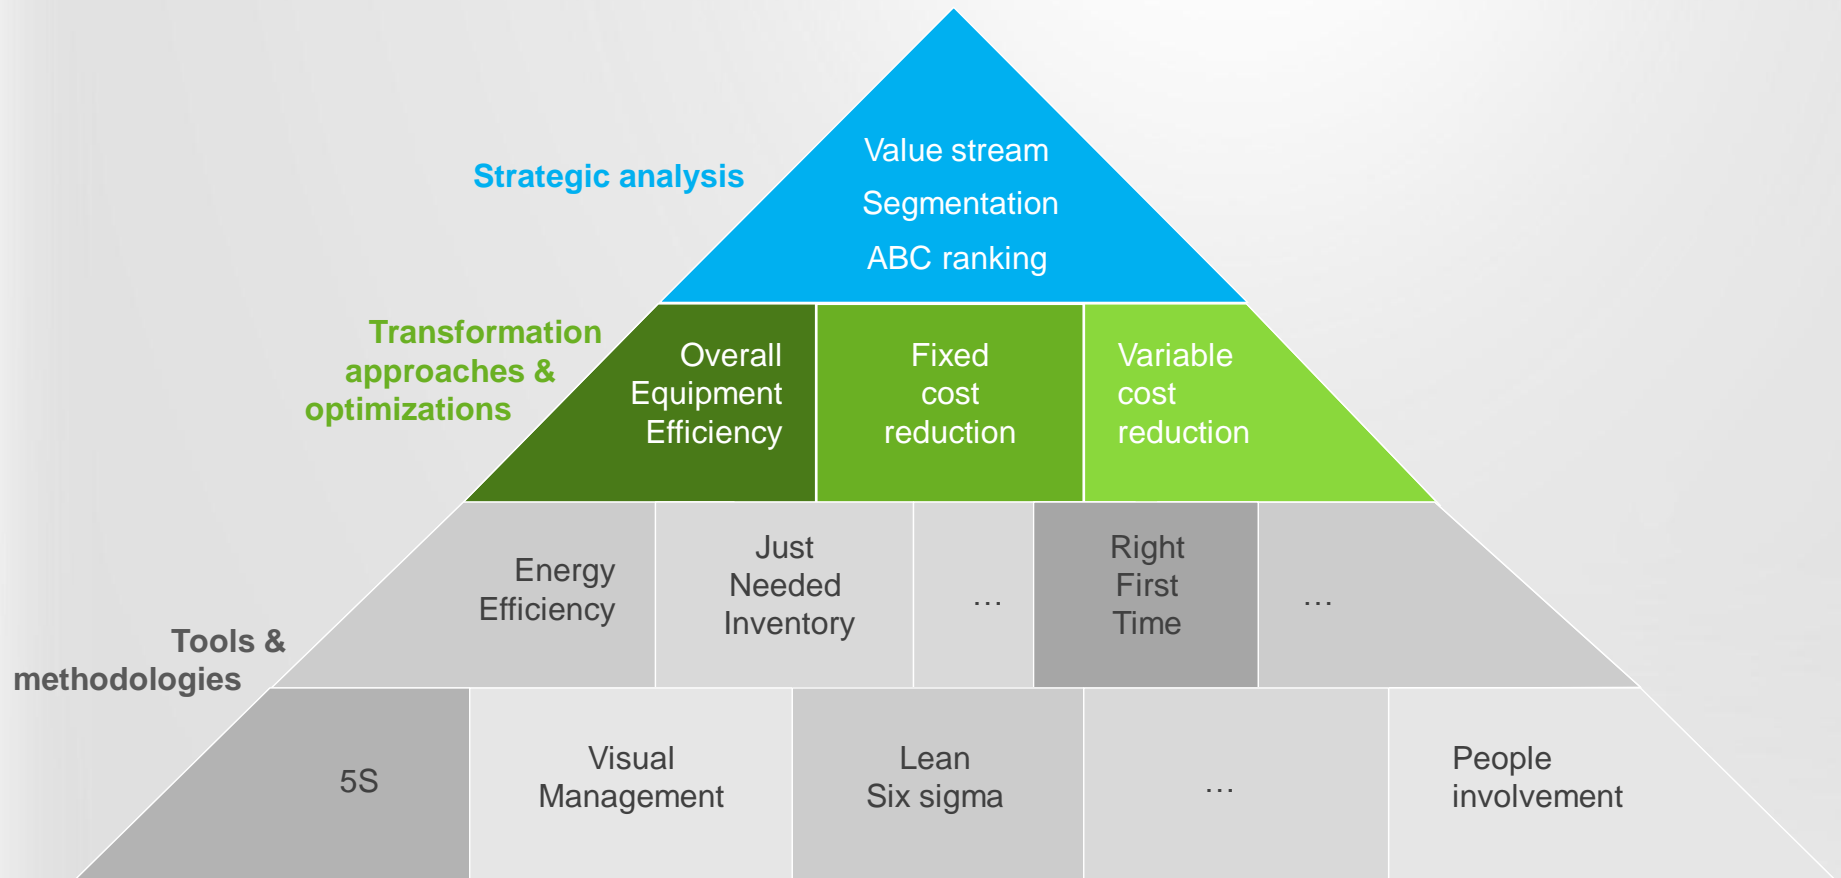 Strategic analysis
Value stream
Segmentation
ABC ranking
Transformation
approaches &
optimizations
Overall
Equipment
Efficiency
Fixed
cost
reduction
Variable
cost
reduction
Tools &
methodologies
Energy
Efficiency
Just
Needed
Inventory
...
Right
First
Time
...
5S
Visual
Management
Lean
Six sigma
...
People
involvement